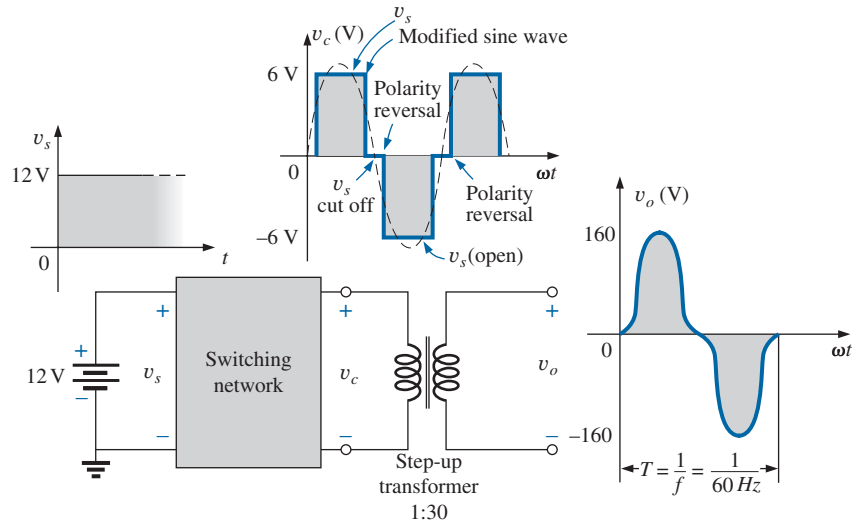 v_c (V)
v_s
Modified sine wave
6 V
Polarity
reversal
0
ωt
v_s
cut off
Polarity
reversal
–6 V
v_s (open)
v_s
12 V
0
t
12 V
+
–
+
v_s
–
Switching
network
+
v_c
–
Step-up
transformer
1:30
+
v_o
–
v_o (V)
160
0
ωt
–160
T = 1/f = 1/60 Hz